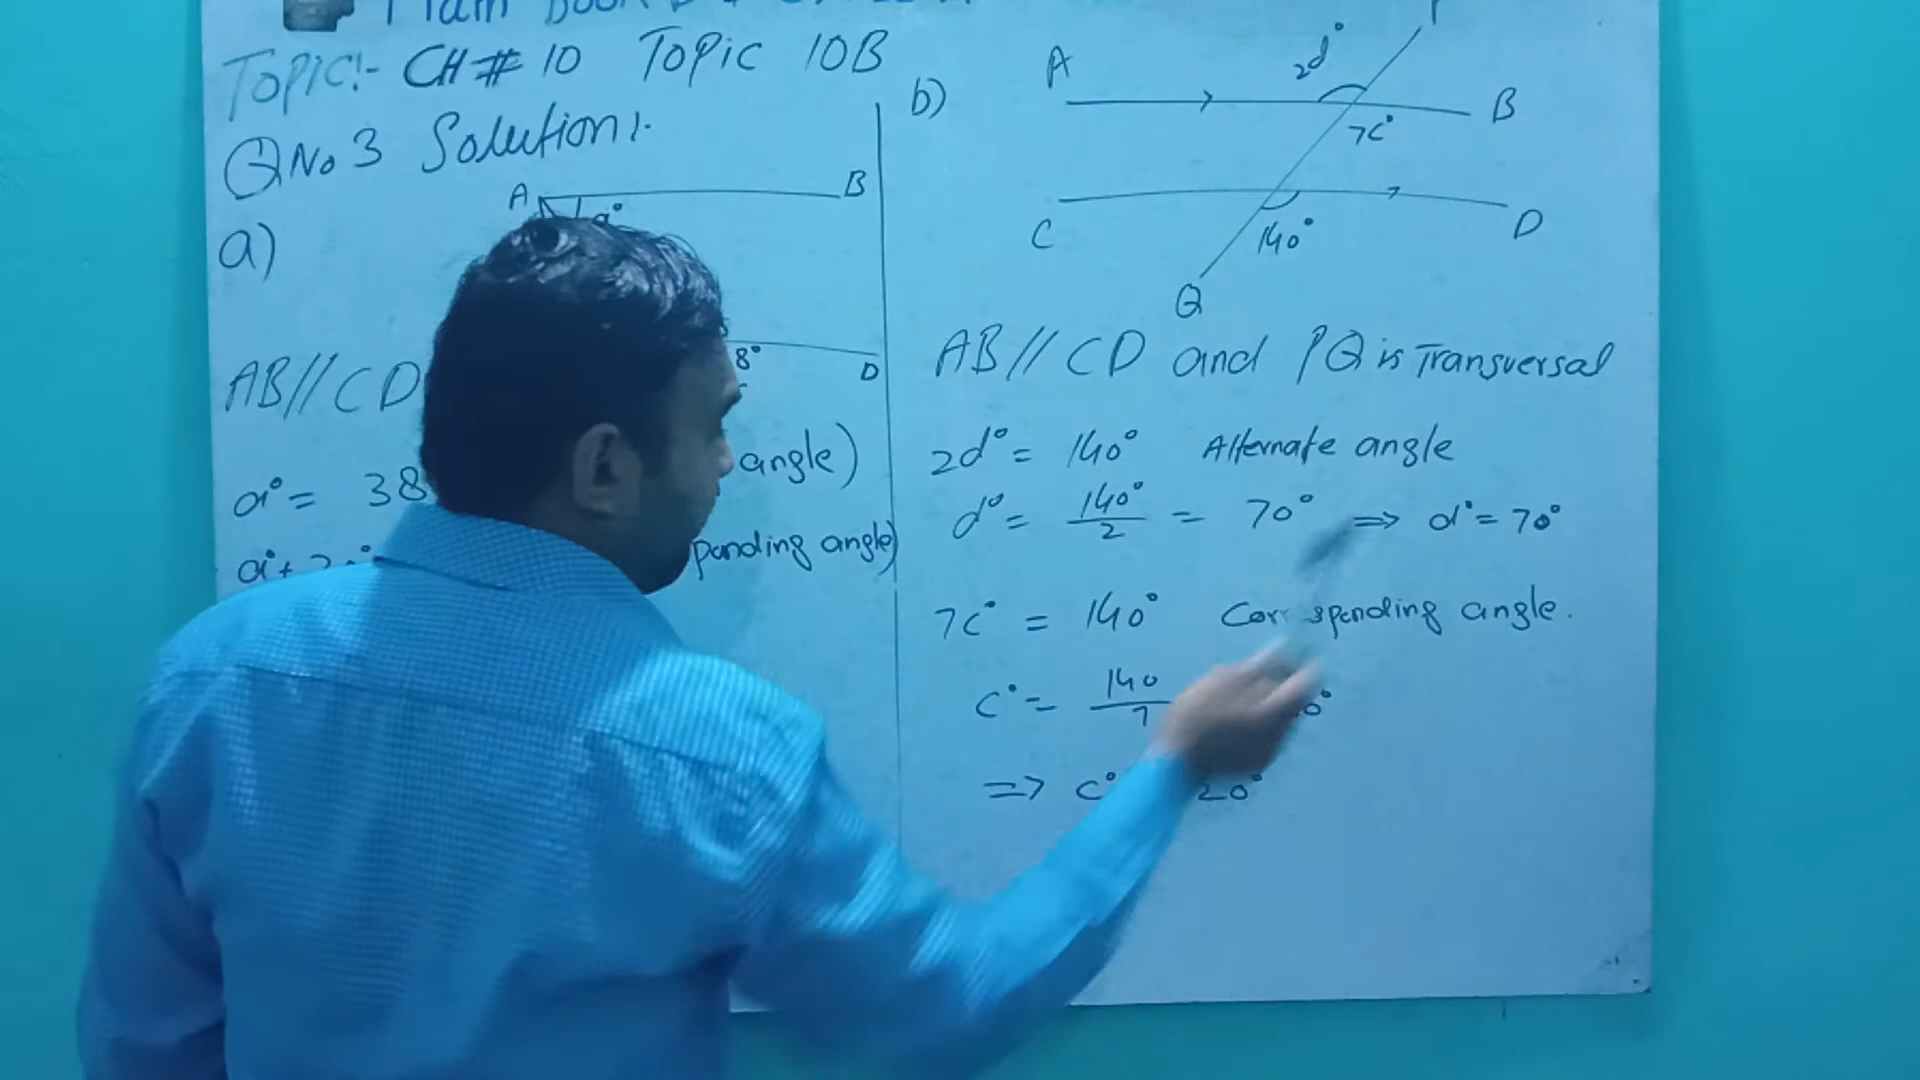 Math Book
TOPIC:- CH # 10 Topic 10B
Q No 3 Solution:-
a)
A B
a°
8° D
AB//CD
a° = 38 angle)
a° + ponding angle)
b)
2d°
A B
7c°
C D
140°
Q
AB//CD and PQ is Transversal
2d° = 140° Alternate angle
d° = 140°/2 = 70° => d° = 70°
7c° = 140° Corresponding angle.
c° = 140/7
=> c° 20°